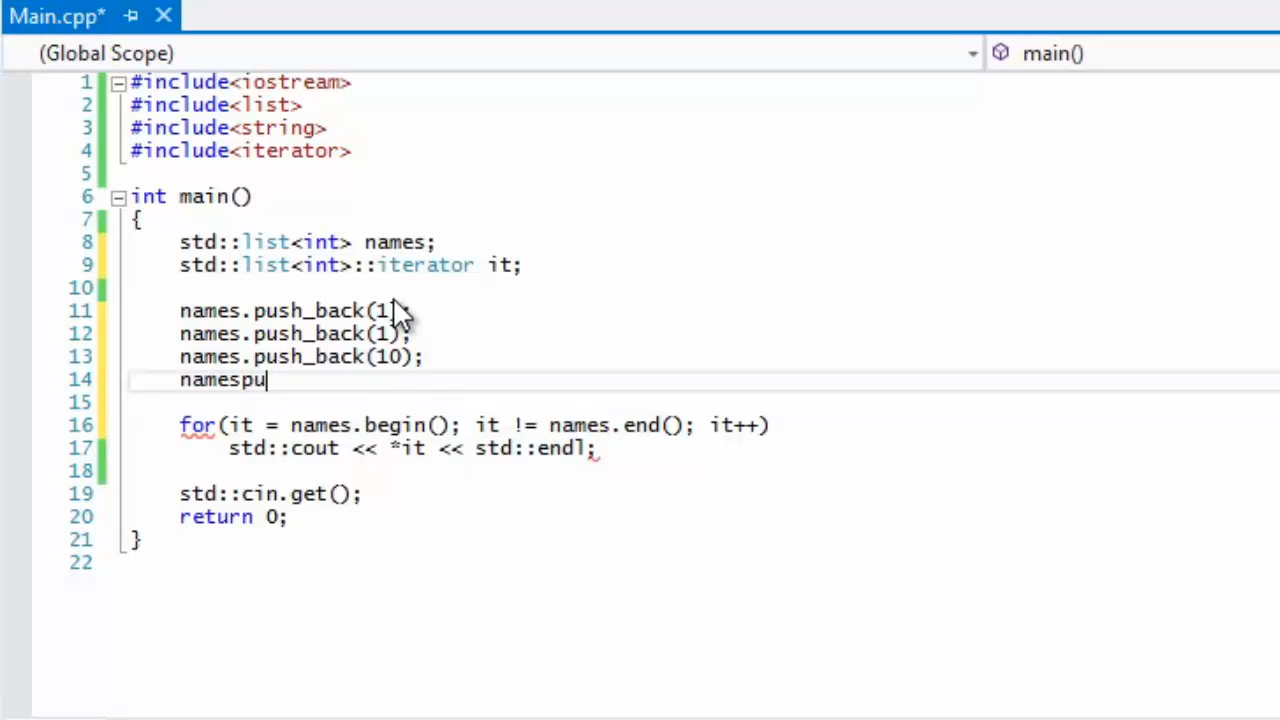 Main.cpp*
(Global Scope) main()
1 #include<iostream>
2 #include<list>
3 #include<string>
4 #include<iterator>
5
6 int main()
7 {
8 std::list<int> names;
9 std::list<int>::iterator it;
10
11 names.push_back(1);
12 names.push_back(1);
13 names.push_back(10);
14 namespu
15
16 for(it = names.begin(); it != names.end(); it++)
17 std::cout << *it << std::endl;
18
19 std::cin.get();
20 return 0;
21 }
22